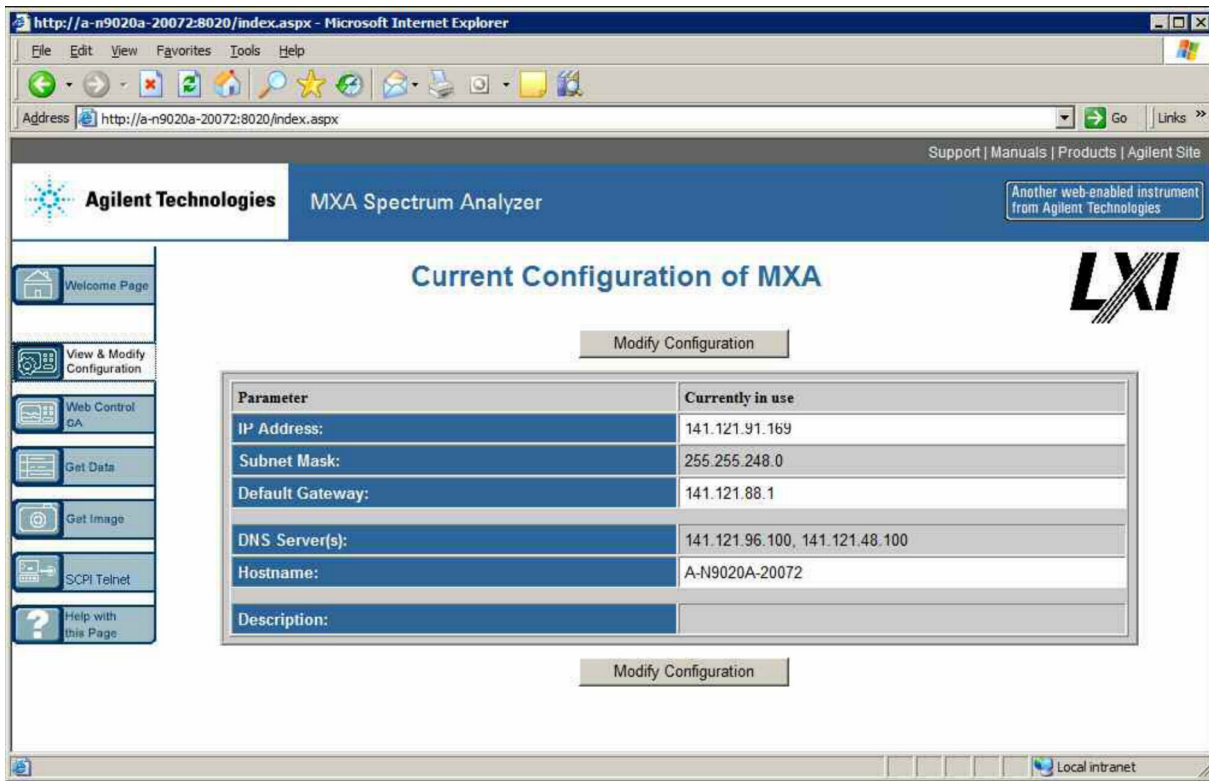 http://a-n9020a-20072:8020/index.aspx - Microsoft Internet Explorer
File Edit View Favorites Tools Help
Address http://a-n9020a-20072:8020/index.aspx Go Links »
Support | Manuals | Products | Agilent Site
Agilent Technologies MXA Spectrum Analyzer
Another web-enabled instrument
from Agilent Technologies
Current Configuration of MXA
LXI
Welcome Page
View & Modify
Configuration
Web Control
SA
Get Data
Get Image
SCPI Telnet
Help with
this Page
Modify Configuration
Parameter Currently in use
IP Address: 141.121.91.169
Subnet Mask: 255.255.248.0
Default Gateway: 141.121.88.1
DNS Server(s): 141.121.96.100, 141.121.48.100
Hostname: A-N9020A-20072
Description:
Modify Configuration
Local intranet